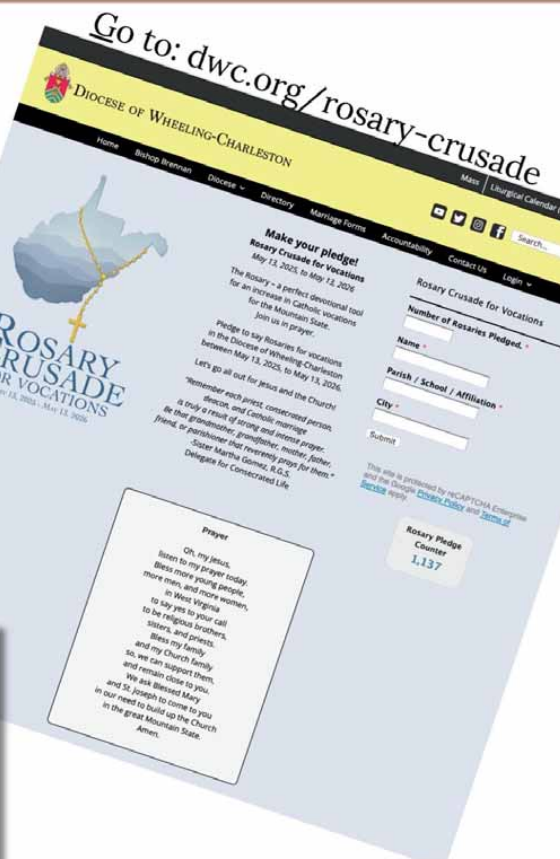 Go to: dwc.org/rosary-crusade
Mass | Liturgical Calendar
DIOCESE OF WHEELING-CHARLESTON
Search...
Home Bishop Brennan Diocese Directory Marriage Forms Accountability Contact Us Login
ROSARY
CRUSADE
FOR VOCATIONS
May 13, 2025 - May 13, 2026
Make your pledge!
Rosary Crusade for Vocations
May 13, 2025, to May 13, 2026
The Rosary – a perfect devotional tool
for an increase in Catholic vocations
for the Mountain State.
Join us in prayer.
Pledge to say Rosaries for vocations
in the Diocese of Wheeling-Charleston
between May 13, 2025, to May 13, 2026.
Let's go all out for Jesus and the Church!
"Remember each priest, consecrated person,
deacon, and Catholic marriage
is truly a result of strong and intense prayer.
Be that grandmother, grandfather, mother, father,
friend, or parishioner that reverently prays for them."
-Sister Martha Gomez, R.G.S.
Delegate for Consecrated Life
Rosary Crusade for Vocations
Number of Rosaries Pledged. *
Name *
Parish / School / Affiliation *
City *
Submit
This site is protected by reCAPTCHA Enterprise
and the Google Privacy Policy and Terms of
Service apply.
Rosary Pledge
Counter
1,137
Prayer
Oh, my Jesus,
listen to my prayer today.
Bless more young people,
more men, and more women,
in West Virginia
to say yes to your call
to be religious brothers,
sisters, and priests.
Bless my family
and my Church family
so, we can support them,
and remain close to you.
We ask Blessed Mary
and St. Joseph to come to you
in our need to build up the Church
in the great Mountain State.
Amen.